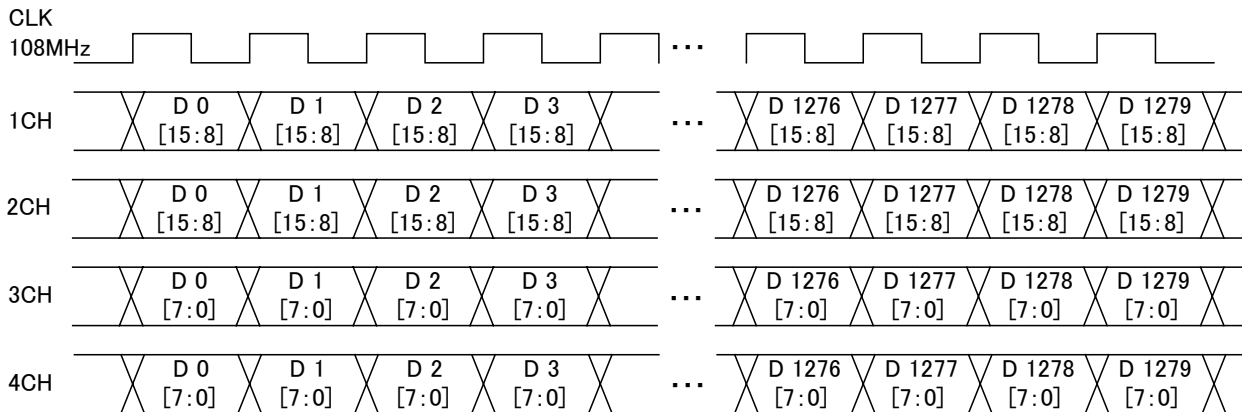 CLK
108MHz
...
1CH D 0 D 1 D 2 D 3 ... D 1276 D 1277 D 1278 D 1279
[15:8] [15:8] [15:8] [15:8] [15:8] [15:8] [15:8] [15:8]
2CH D 0 D 1 D 2 D 3 ... D 1276 D 1277 D 1278 D 1279
[15:8] [15:8] [15:8] [15:8] [15:8] [15:8] [15:8] [15:8]
3CH D 0 D 1 D 2 D 3 ... D 1276 D 1277 D 1278 D 1279
[7:0] [7:0] [7:0] [7:0] [7:0] [7:0] [7:0] [7:0]
4CH D 0 D 1 D 2 D 3 ... D 1276 D 1277 D 1278 D 1279
[7:0] [7:0] [7:0] [7:0] [7:0] [7:0] [7:0] [7:0]